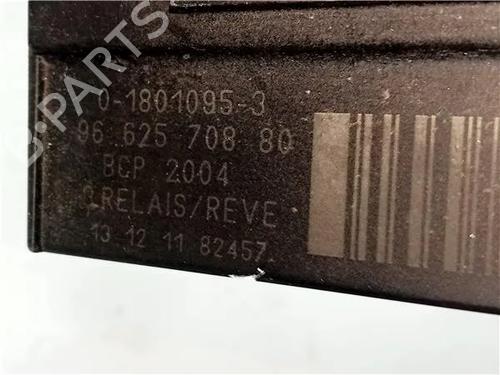 0-1801095-3
96 625 708 80
BCP 2004
RELAIS/REVE
13 12 11 82457
B-PARTS